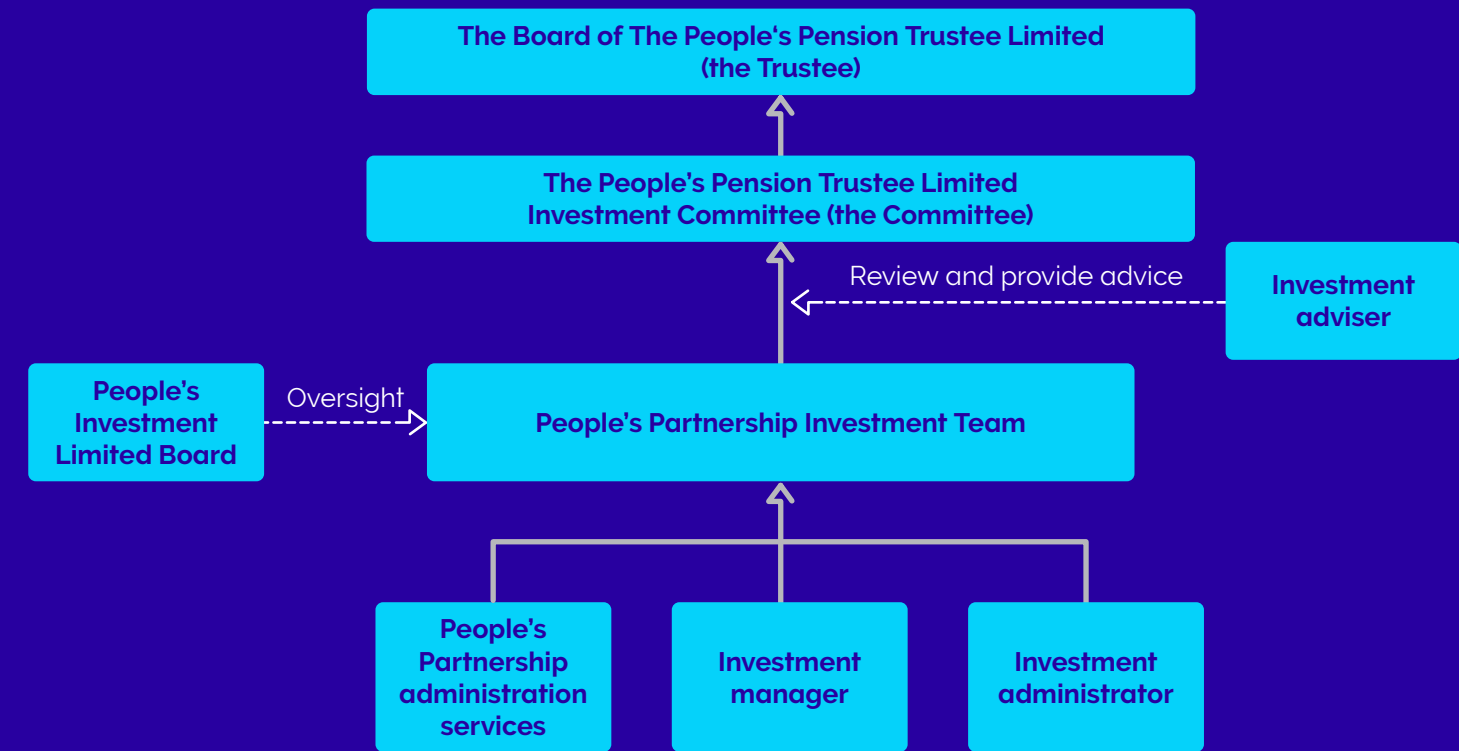 The Board of The People‘s Pension Trustee Limited
(the Trustee)
The People’s Pension Trustee Limited
Investment Committee (the Committee)
Review and provide advice
Investment
adviser
People’s
Investment
Limited Board
Oversight
People’s Partnership Investment Team
People’s
Partnership
administration
services
Investment
manager
Investment
administrator